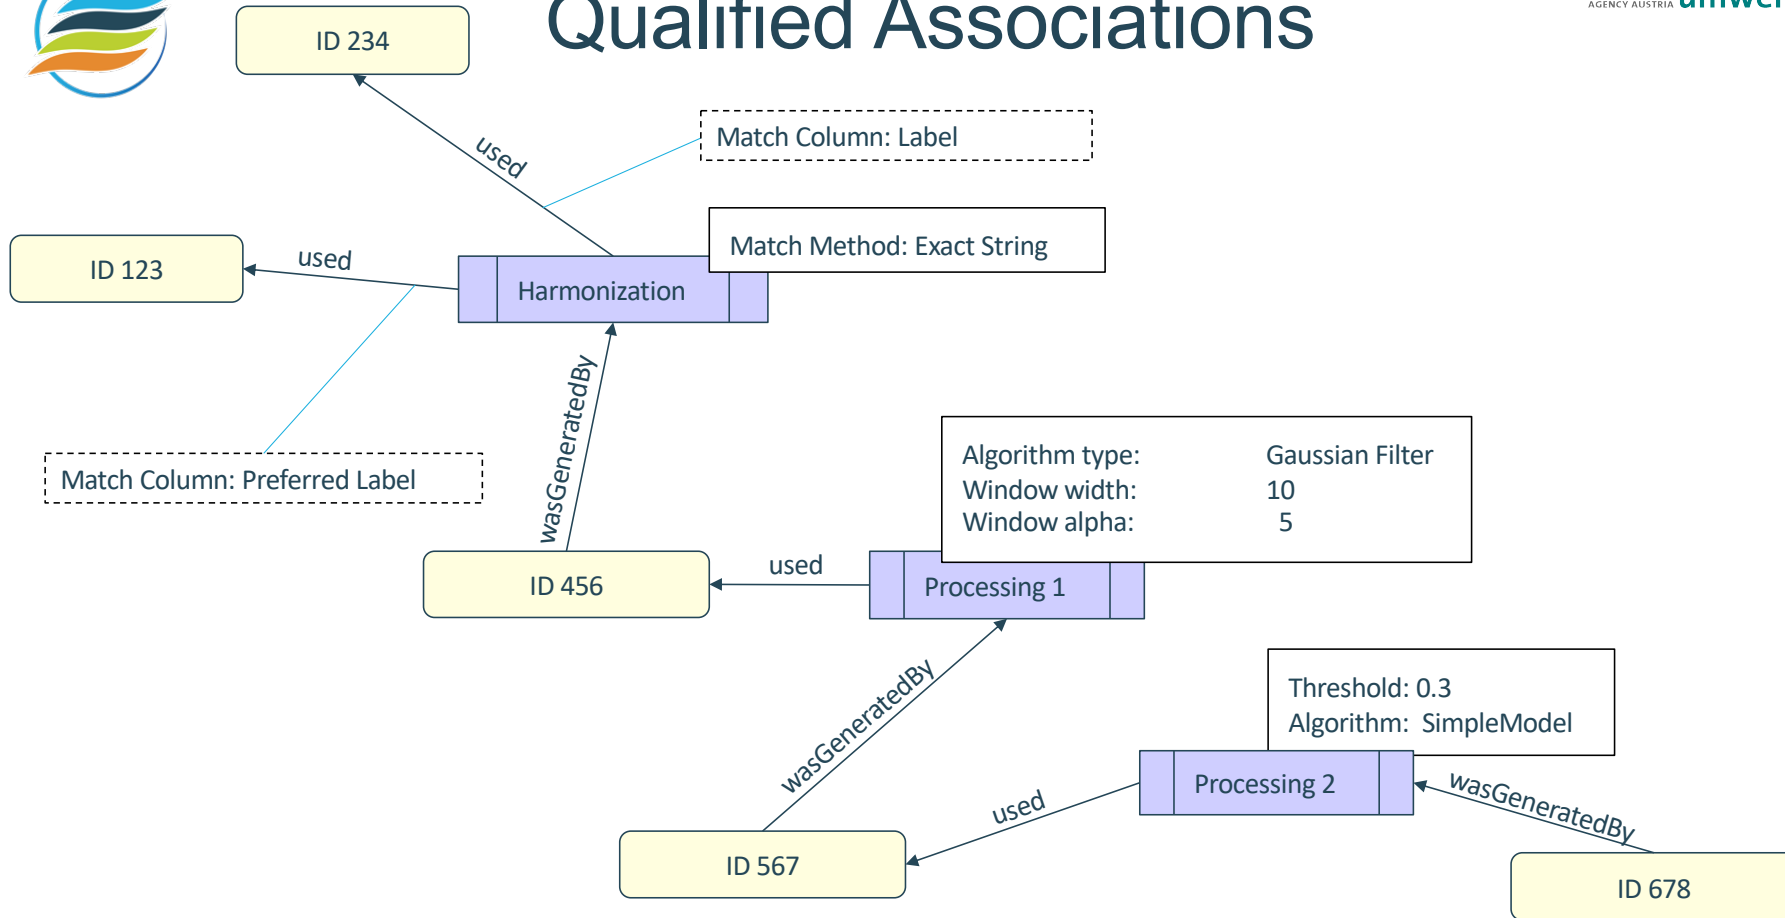 Qualified Associations
AGENCY AUSTRIA
ID 234
used
Match Column: Label
Match Method: Exact String
ID 123
used
Harmonization
wasGeneratedBy
Match Column: Preferred Label
Algorithm type: Gaussian Filter
Window width: 10
Window alpha: 5
ID 456
used
Processing 1
wasGeneratedBy
Threshold: 0.3
Algorithm: SimpleModel
Processing 2
used
wasGeneratedBy
ID 567
ID 678